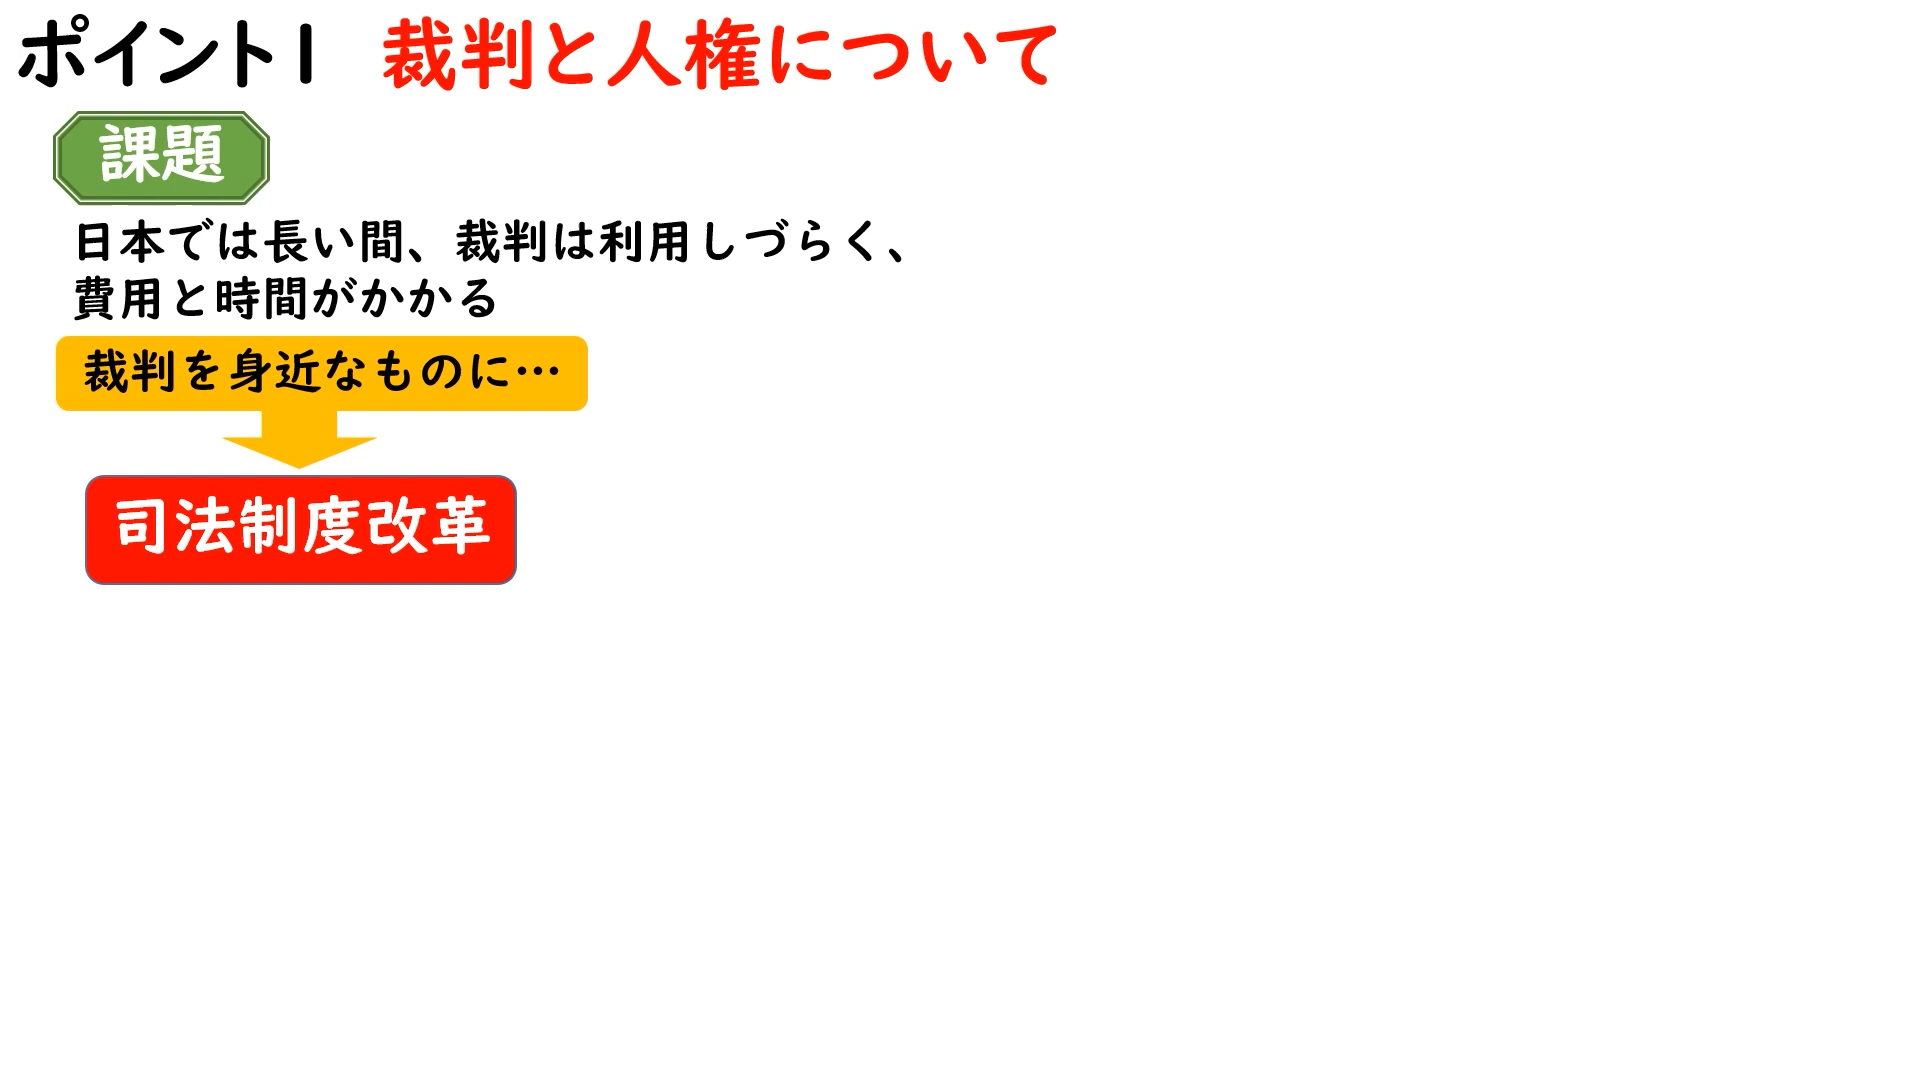 ポイント1　裁判と人権について
課題
日本では長い間、裁判は利用しづらく、
費用と時間がかかる
裁判を身近なものに…
司法制度改革